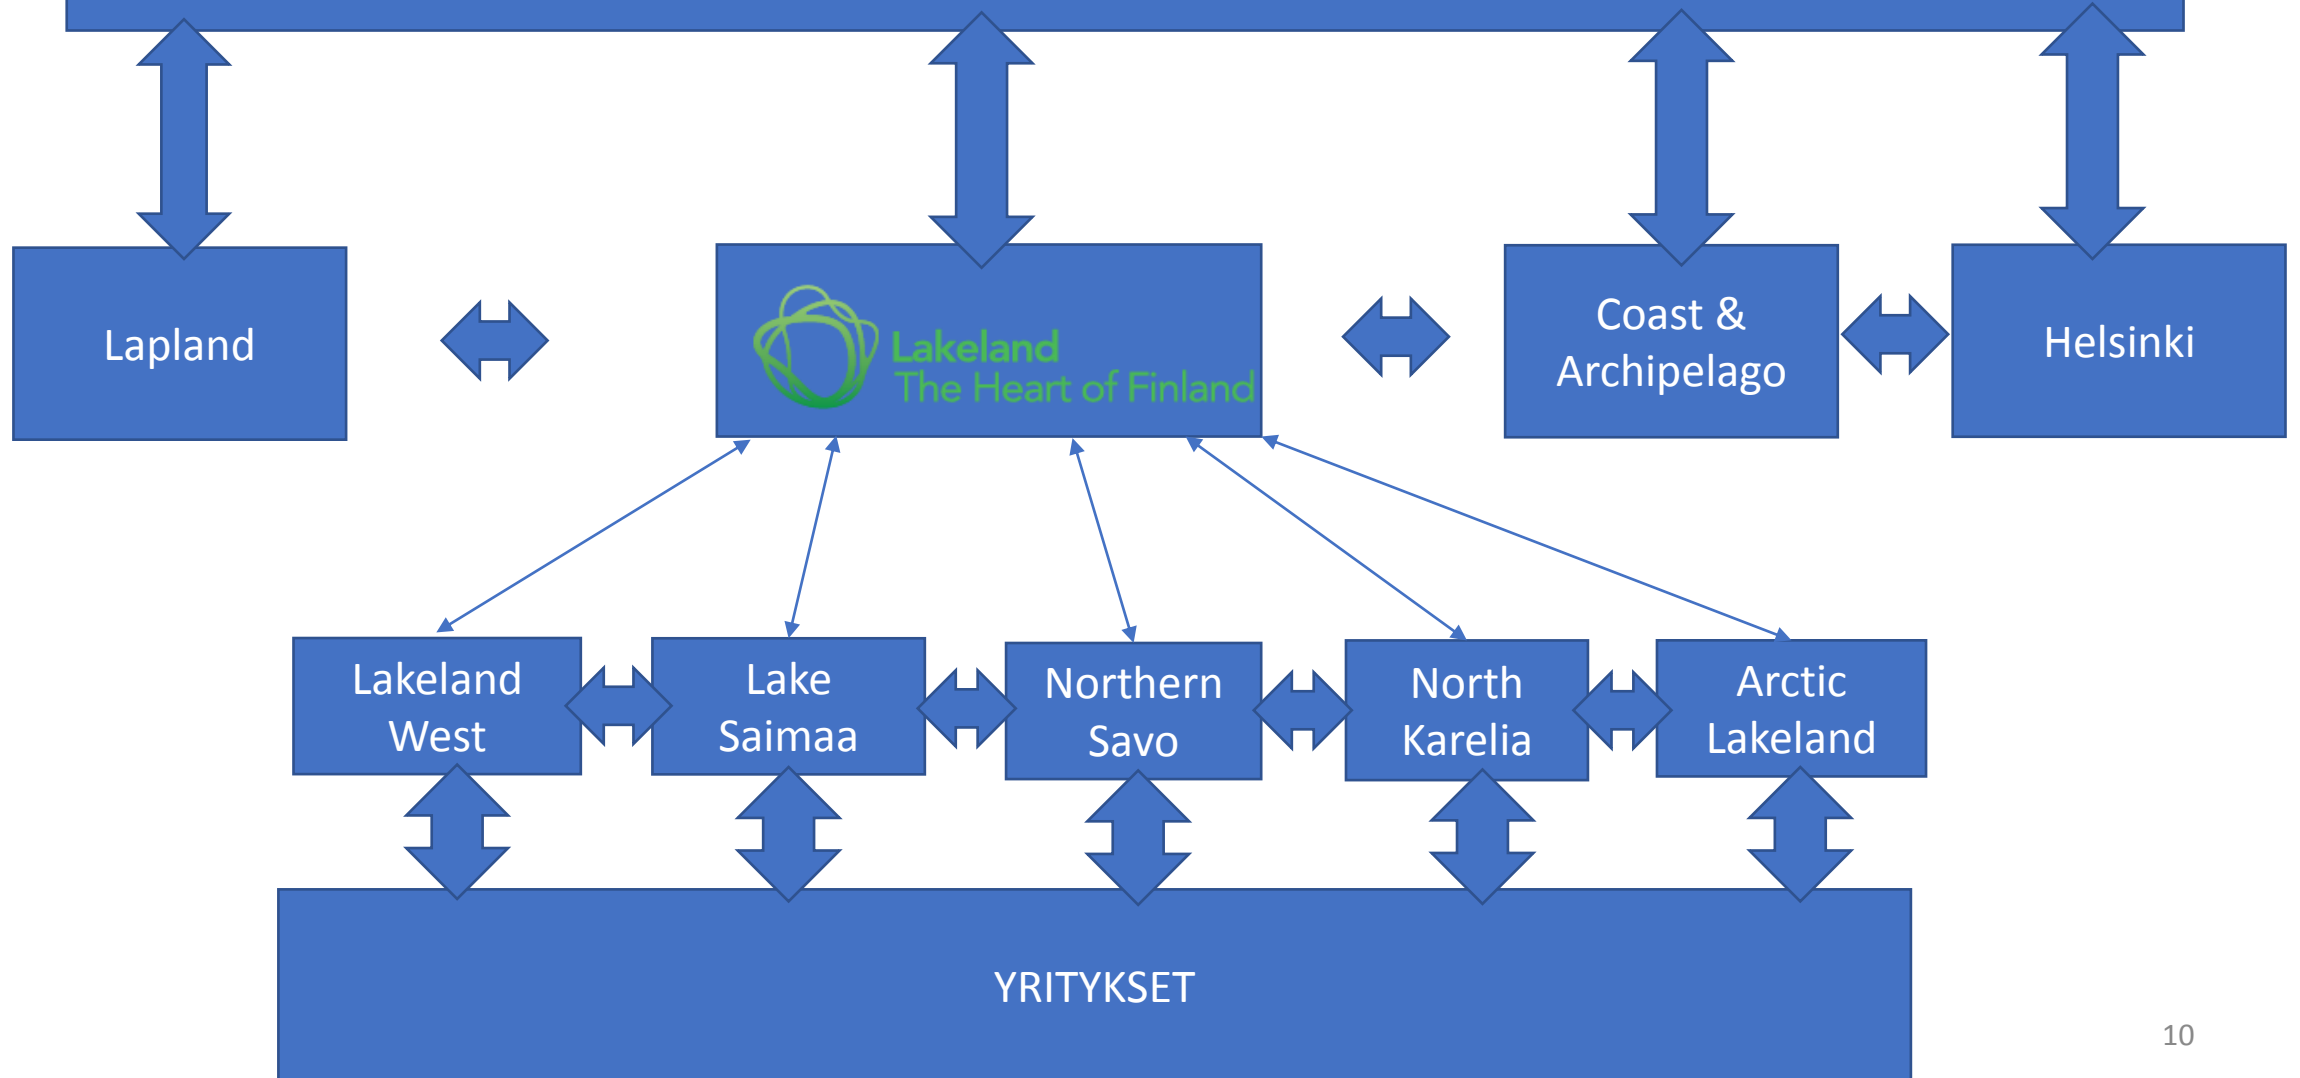 Lapland
Lakeland
The Heart of Finland
Coast &
Archipelago
Helsinki
Lakeland
West
Lake
Saimaa
Northern
Savo
North
Karelia
Arctic
Lakeland
YRITYKSET
10